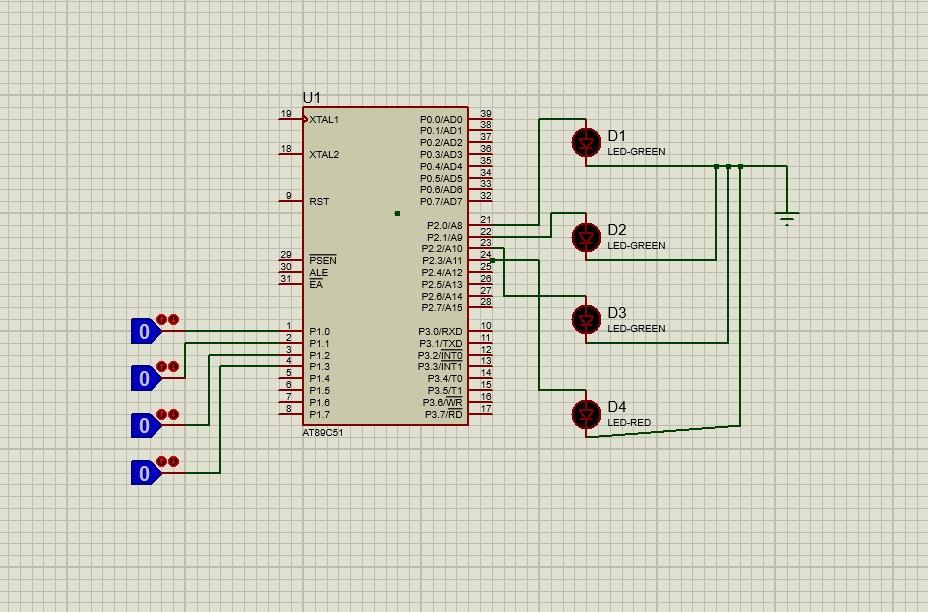 U1
19 XTAL1 P0.0/AD0 39
P0.1/AD1 38
P0.2/AD2 37
18 XTAL2 P0.3/AD3 36
P0.4/AD4 35
P0.5/AD5 34
P0.6/AD6 33
9 RST P0.7/AD7 32
P2.0/A8 21
P2.1/A9 22
P2.2/A10 23
29 PSEN P2.3/A11 24
30 ALE P2.4/A12 25
31 EA P2.5/A13 26
P2.6/A14 27
P2.7/A15 28
1 P1.0 P3.0/RXD 10
2 P1.1 P3.1/TXD 11
3 P1.2 P3.2/INT0 12
4 P1.3 P3.3/INT1 13
5 P1.4 P3.4/T0 14
6 P1.5 P3.5/T1 15
7 P1.6 P3.6/WR 16
8 P1.7 P3.7/RD 17
AT89C51
0
0
0
0
D1
LED-GREEN
D2
LED-GREEN
D3
LED-GREEN
D4
LED-RED